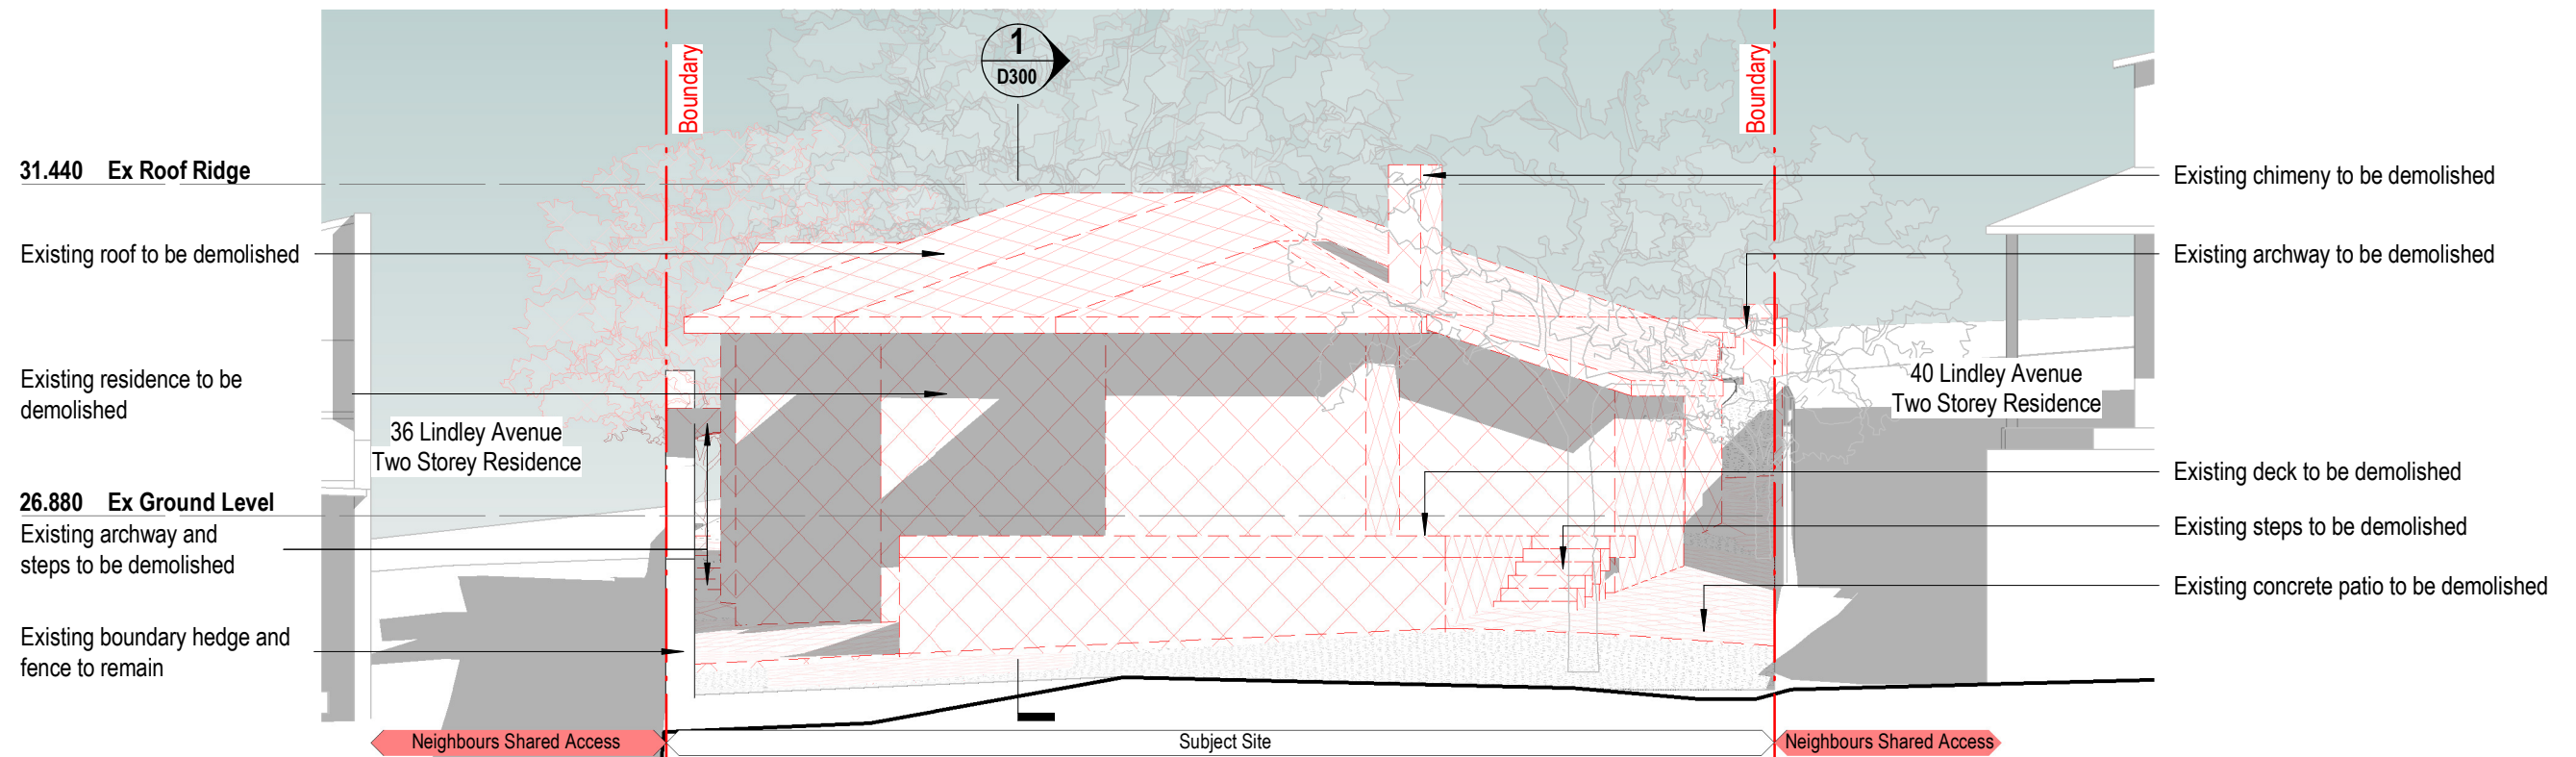 1
D300
Boundary
Boundary
31.440 Ex Roof Ridge
Existing roof to be demolished
Existing residence to be
demolished
36 Lindley Avenue
Two Storey Residence
26.880 Ex Ground Level
Existing archway and
steps to be demolished
Existing boundary hedge and
fence to remain
Existing chimeny to be demolished
Existing archway to be demolished
40 Lindley Avenue
Two Storey Residence
Existing deck to be demolished
Existing steps to be demolished
Existing concrete patio to be demolished
Neighbours Shared Access
Subject Site
Neighbours Shared Access